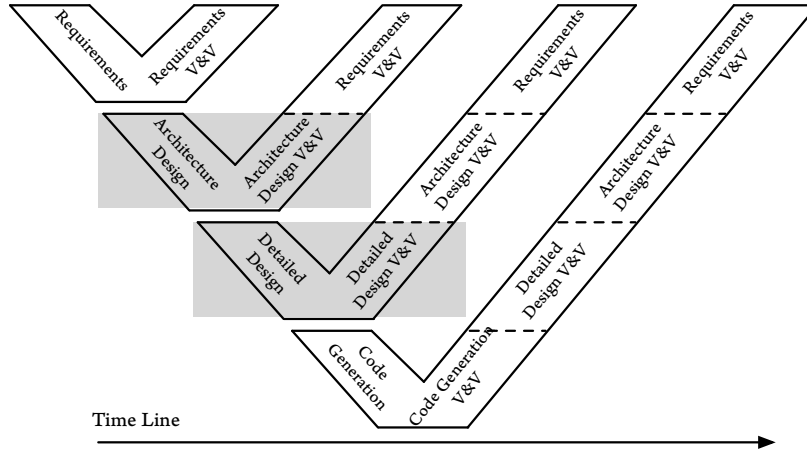 Requirements
Requirements
V&V
Requirements
V&V
Requirements
V&V
Requirements
V&V
Architecture
Design
Architecture
Design V&V
Architecture
Design V&V
Architecture
Design V&V
Detailed
Design
Detailed
Design V&V
Detailed
Design V&V
Code
Generation
Code Generation
V&V
Time Line